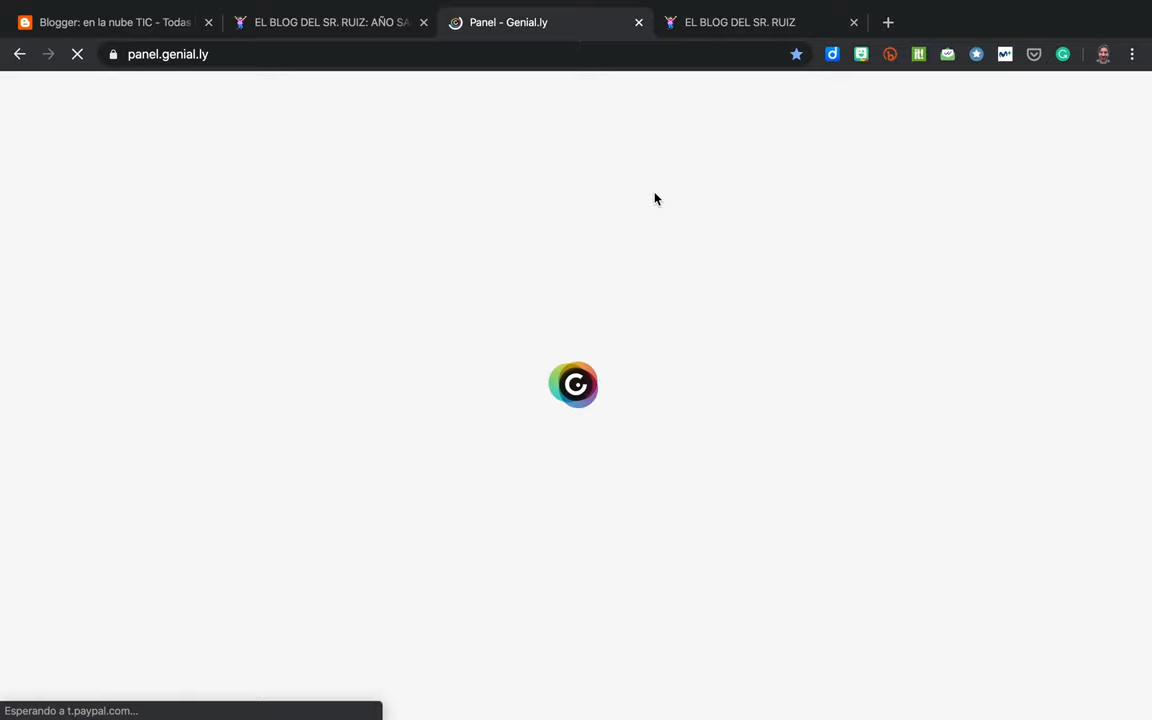 Blogger: en la nube TIC - Todas
EL BLOG DEL SR. RUIZ: AÑO SA
Panel - Genial.ly
EL BLOG DEL SR. RUIZ
panel.genial.ly
Esperando a t.paypal.com...